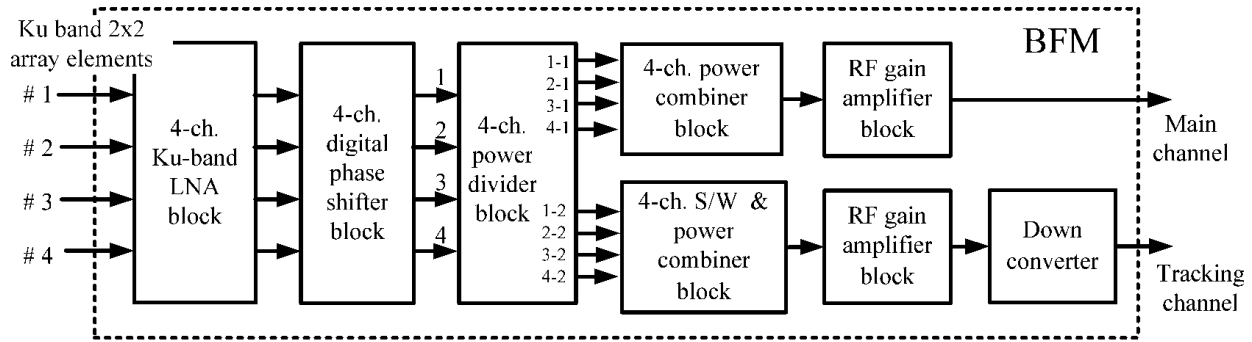 Ku band 2x2
array elements
# 1
# 2
# 3
# 4
4-ch.
Ku-band
LNA
block
4-ch.
digital
phase
shifter
block
1
2
3
4
4-ch.
power
divider
block
1-1
2-1
3-1
4-1
1-2
2-2
3-2
4-2
4-ch. power
combiner
block
RF gain
amplifier
block
BFM
Main
channel
4-ch. S/W &
power
combiner
block
RF gain
amplifier
block
Down
converter
Tracking
channel